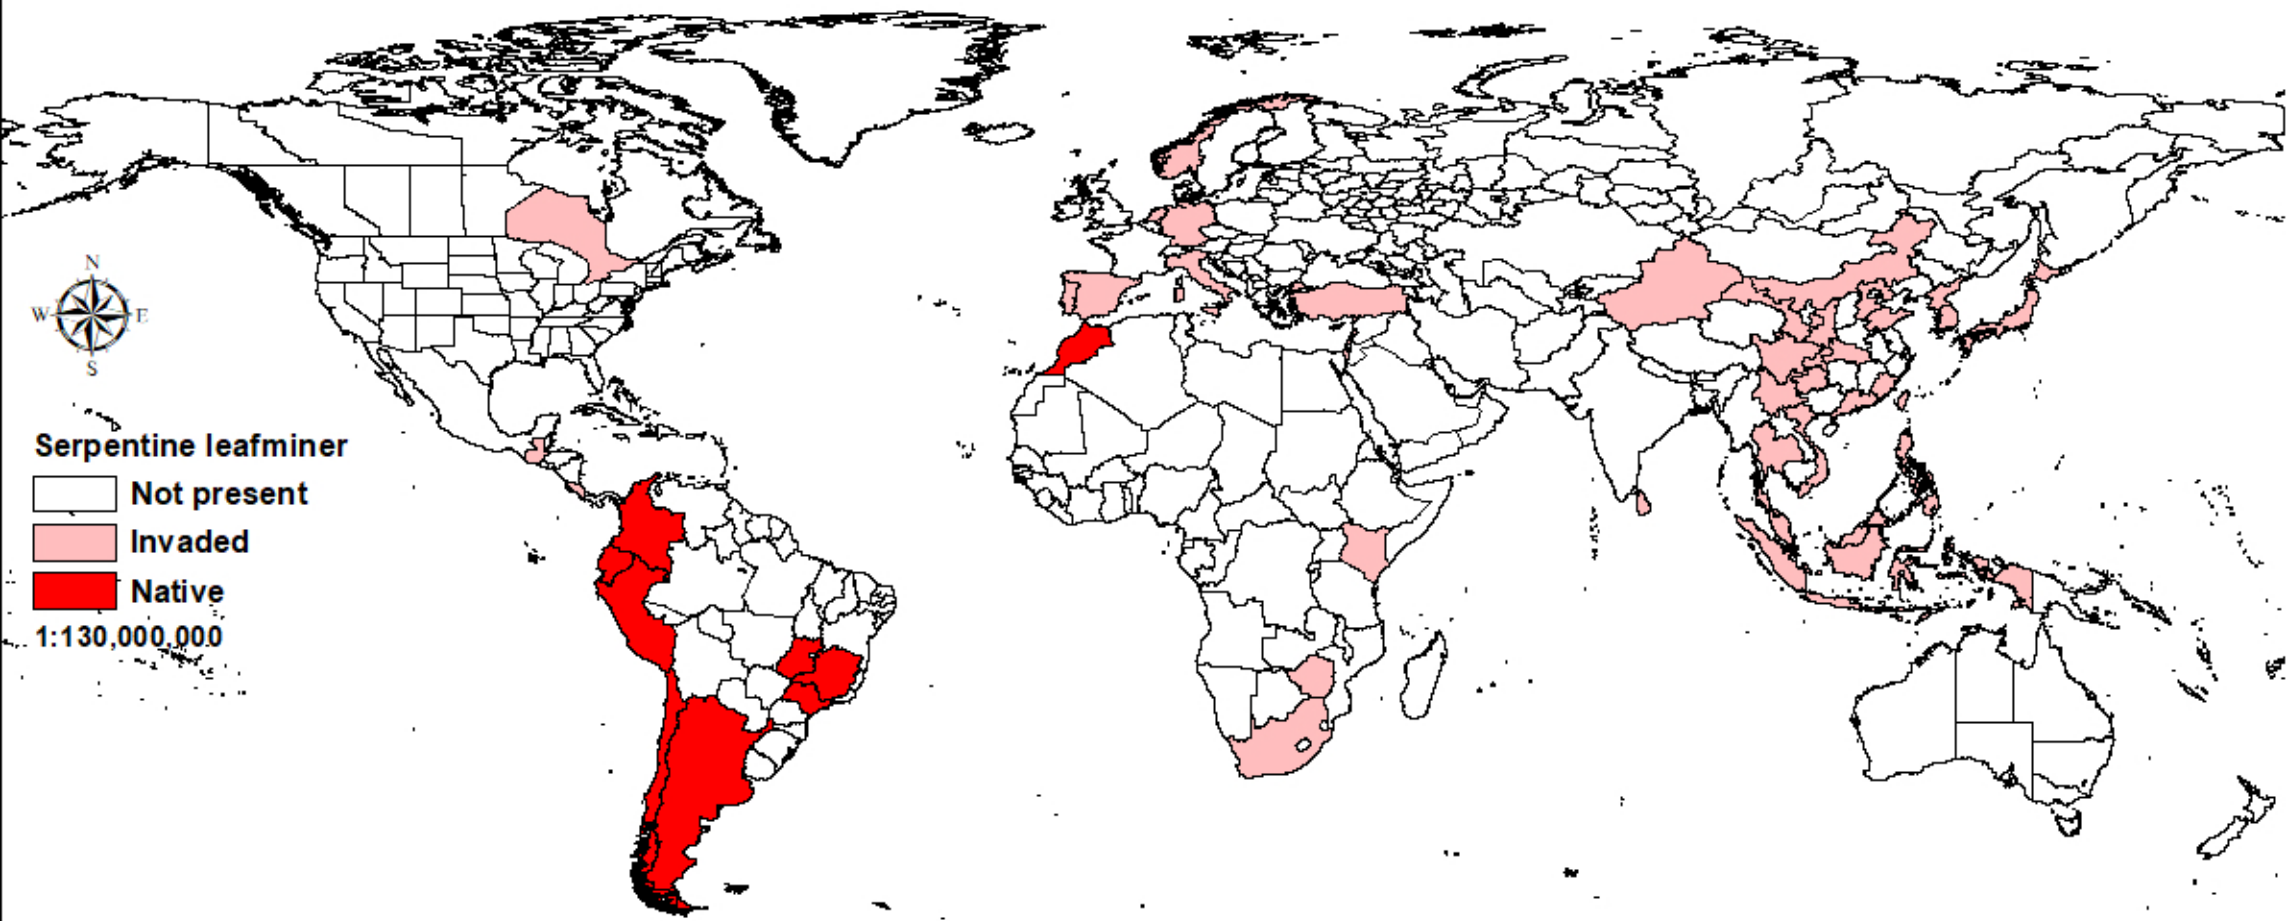 N
W E
S
Serpentine leafminer
Not present
Invaded
Native
1:130,000,000